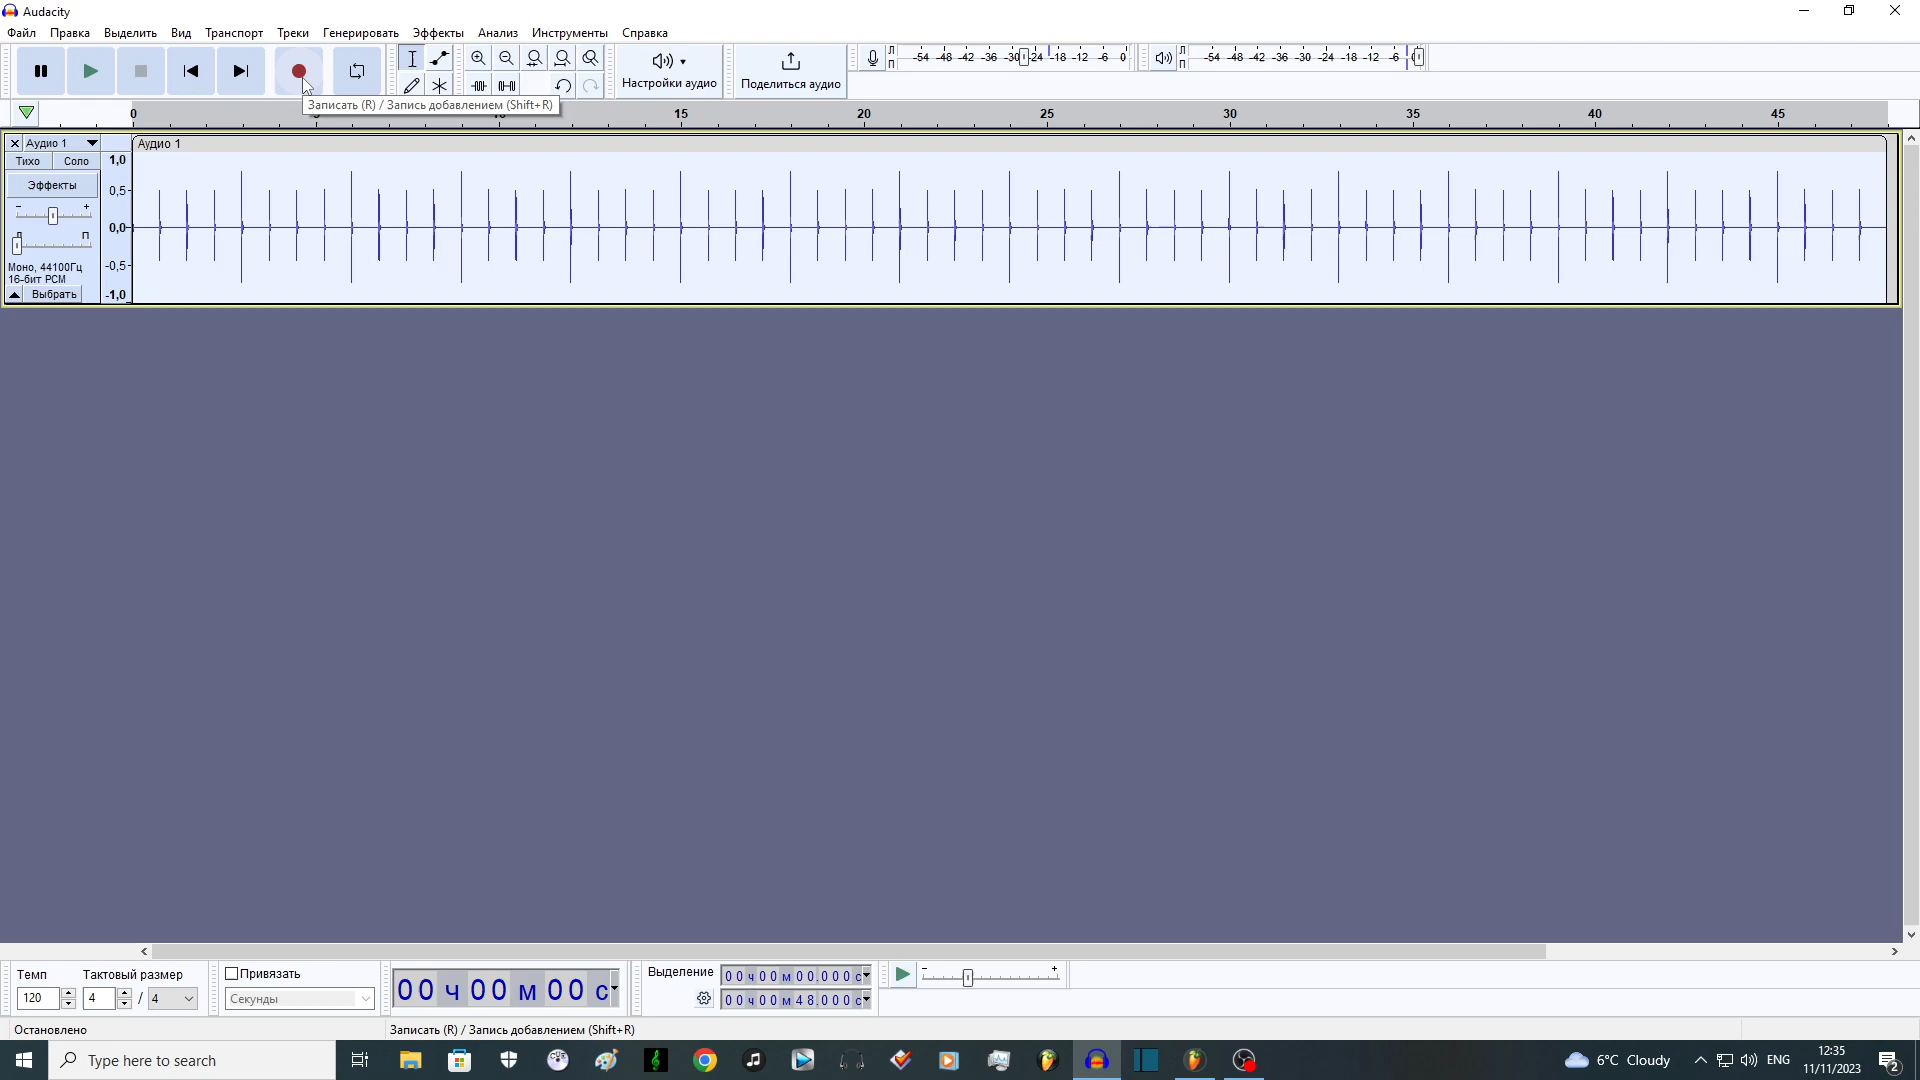 Audacity
Файл Правка Выделить Вид Транспорт Треки Генерировать Эффекты Анализ Инструменты Справка
Настройки аудио
Поделиться аудио
Л -54 -48 -42 -36 -30 -24 -18 -12 -6 0
П
Л -54 -48 -42 -36 -30 -24 -18 -12 -6
П
Записать (R) / Запись добавлением (Shift+R)
0 15 20 25 30 35 40 45
Аудио 1
Тихо Соло
Эффекты
- +
П
Моно, 44100Гц
16-бит PCM
Выбрать
1,0
0,5-
0,0-
-0,5-
-1,0
Аудио 1
Темп
120
Тактовый размер
4 / 4
Привязать
Секунды
00 ч 00 м 00 с
Выделение
00 ч 00 м 00.000 с
00 ч 00 м 48.000 с
- +
Остановлено
Записать (R) / Запись добавлением (Shift+R)
Type here to search
6°C Cloudy
ENG
12:35
11/11/2023
2